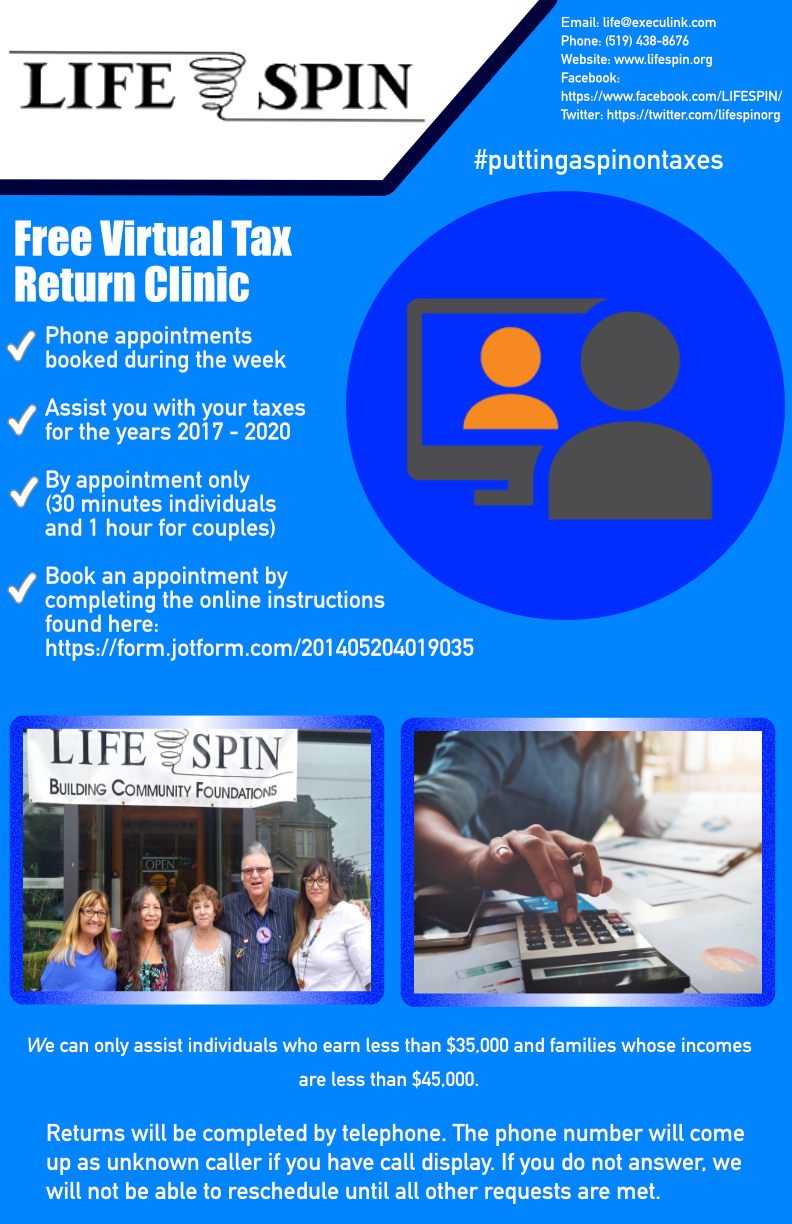 LIFE SPIN
Email: life@execulink.com
Phone: (519) 438-8676
Website: www.lifespin.org
Facebook:
https://www.facebook.com/LIFESPIN/
Twitter: https://twitter.com/lifespinorg
#puttingaspinontaxes
Free Virtual Tax
Return Clinic
Phone appointments
booked during the week
Assist you with your taxes
for the years 2017 - 2020
By appointment only
(30 minutes individuals
and 1 hour for couples)
Book an appointment by
completing the online instructions
found here:
https://form.jotform.com/201405204019035
LIFE SPIN
BUILDING COMMUNITY FOUNDATIONS
OPEN
We can only assist individuals who earn less than $35,000 and families whose incomes
are less than $45,000.
Returns will be completed by telephone. The phone number will come
up as unknown caller if you have call display. If you do not answer, we
will not be able to reschedule until all other requests are met.